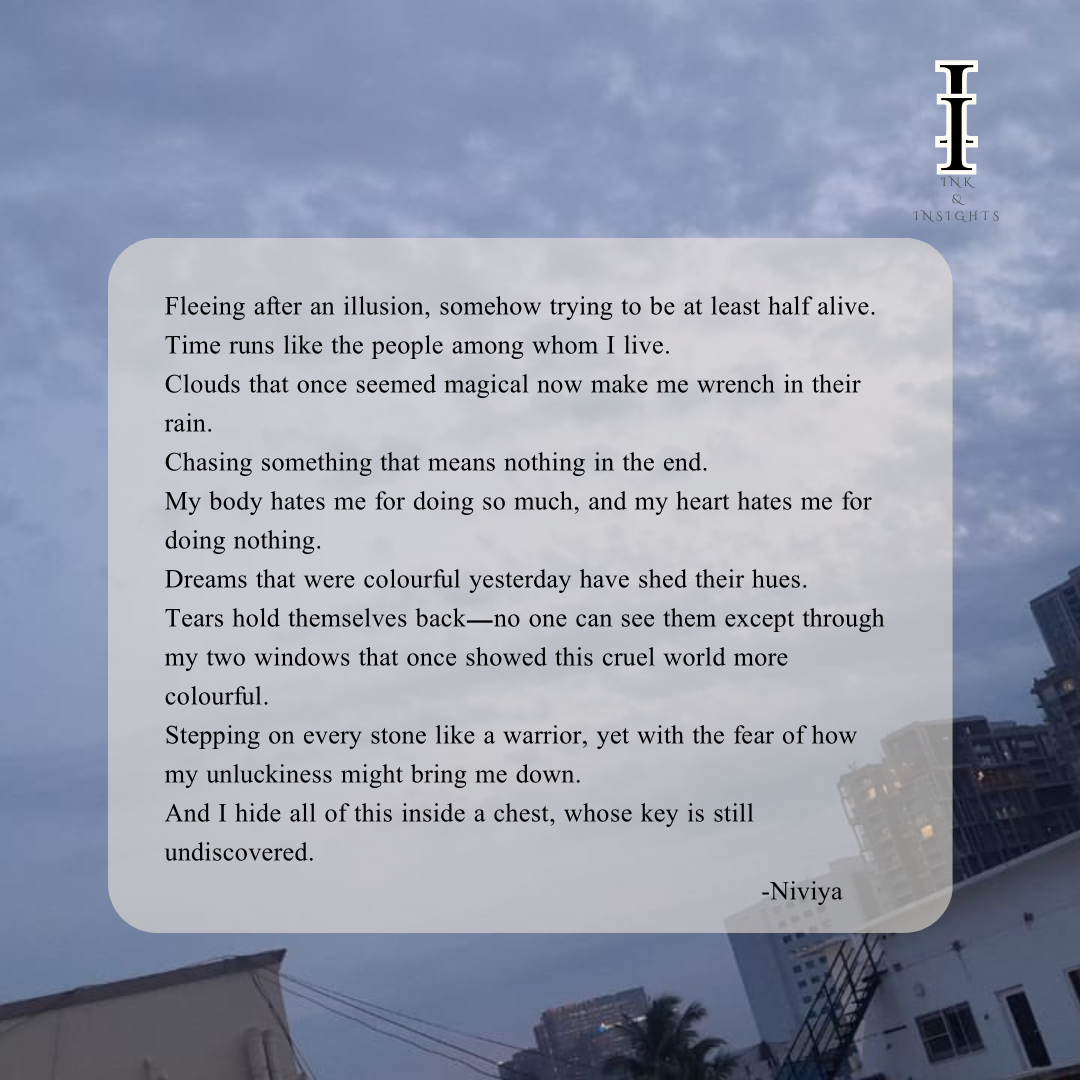 I
I
INK
&
INSIGHTS
Fleeing after an illusion, somehow trying to be at least half alive.
Time runs like the people among whom I live.
Clouds that once seemed magical now make me wrench in their
rain.
Chasing something that means nothing in the end.
My body hates me for doing so much, and my heart hates me for
doing nothing.
Dreams that were colourful yesterday have shed their hues.
Tears hold themselves back—no one can see them except through
my two windows that once showed this cruel world more
colourful.
Stepping on every stone like a warrior, yet with the fear of how
my unluckiness might bring me down.
And I hide all of this inside a chest, whose key is still
undiscovered.
-Niviya